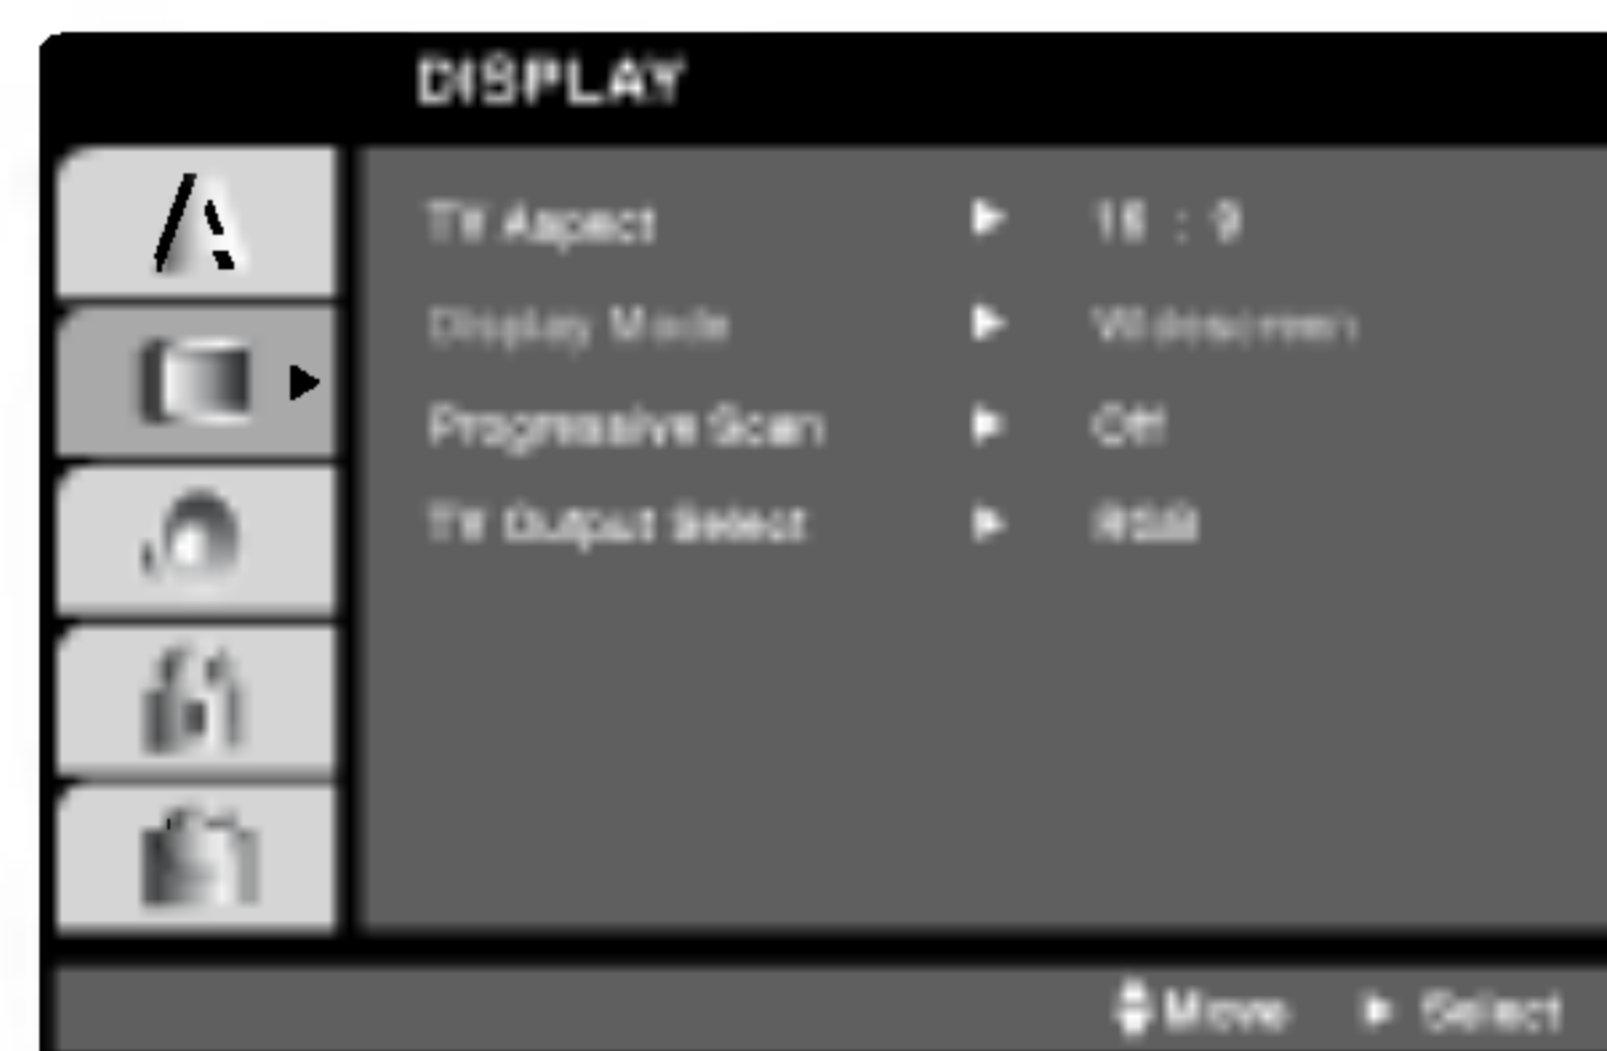 DISPLAY
TV Aspect 16 : 9
Display Mode Widescreen
Progressive Scan Off
TV Output Select RGB
Move Select